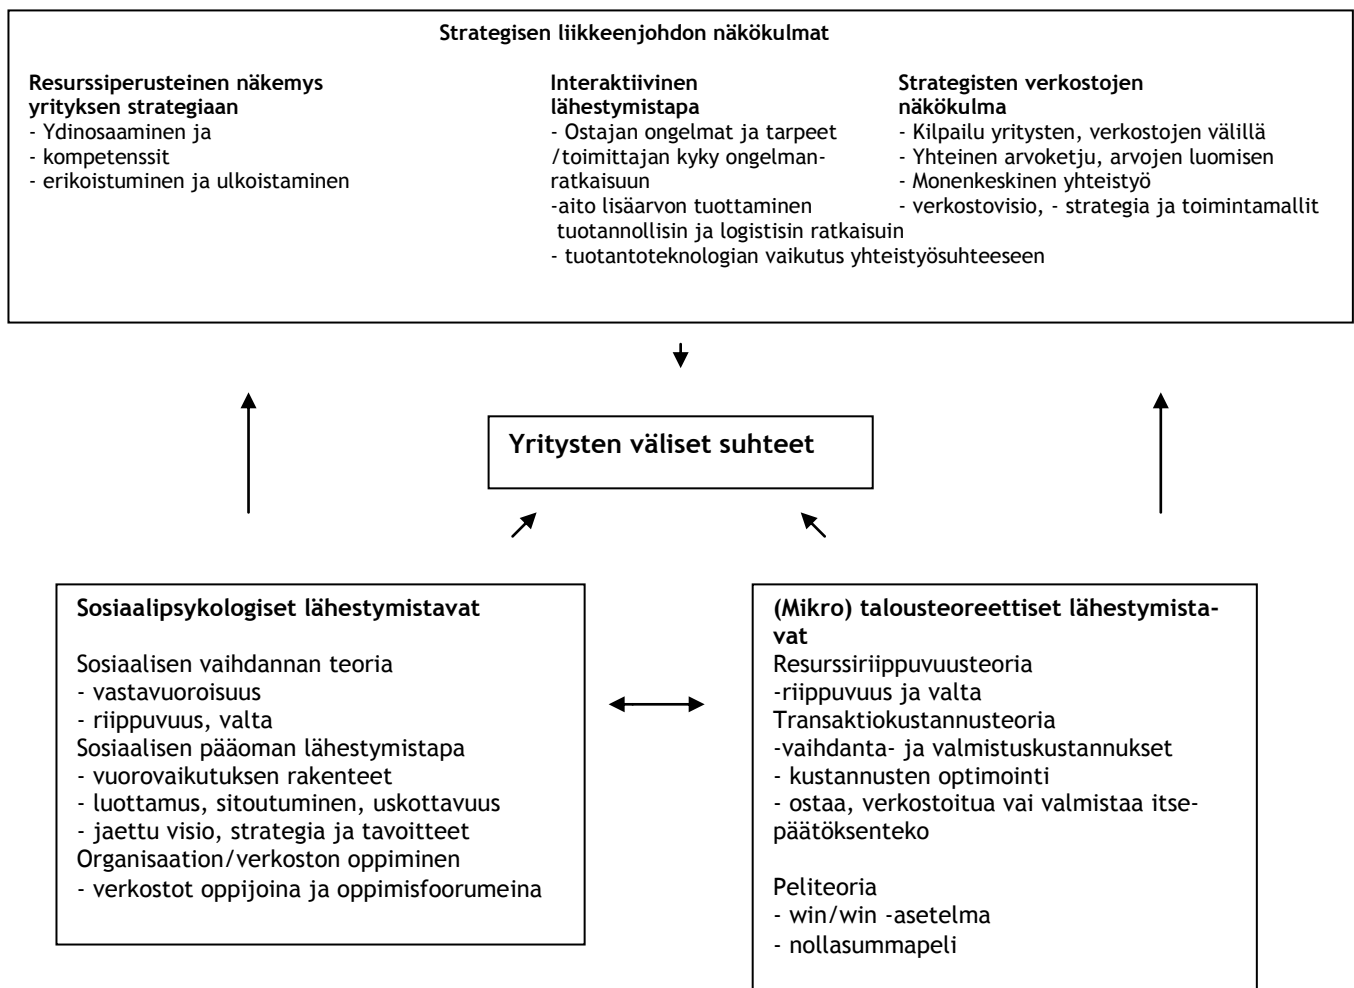 Strategisen liikkeenjohdon näkökulmat
Resurssiperusteinen näkemys
yrityksen strategiaan
- Ydinosaaminen ja
- kompetenssit
- erikoistuminen ja ulkoistaminen
Interaktiivinen
lähestymistapa
- Ostajan ongelmat ja tarpeet
/toimittajan kyky ongelman-
ratkaisuun
-aito lisäarvon tuottaminen
tuotannollisin ja logistisin ratkaisuin
- tuotantoteknologian vaikutus yhteistyösuhteeseen
Strategisten verkostojen
näkökulma
- Kilpailu yritysten, verkostojen välillä
- Yhteinen arvoketju, arvojen luomisen
- Monenkeskinen yhteistyö
- verkostovisio, - strategia ja toimintamallit
Yritysten väliset suhteet
Sosiaalipsykologiset lähestymistavat
Sosiaalisen vaihdannan teoria
- vastavuoroisuus
- riippuvuus, valta
Sosiaalisen pääoman lähestymistapa
- vuorovaikutuksen rakenteet
- luottamus, sitoutuminen, uskottavuus
- jaettu visio, strategia ja tavoitteet
Organisaation/verkoston oppiminen
- verkostot oppijoina ja oppimisfoorumeina
(Mikro) talousteoreettiset lähestymista-
vat
Resurssiriippuvuusteoria
-riippuvuus ja valta
Transaktiokustannusteoria
-vaihdanta- ja valmistuskustannukset
- kustannusten optimointi
- ostaa, verkostoitua vai valmistaa itse-
päätöksenteko
Peliteoria
- win/win -asetelma
- nollasummapeli